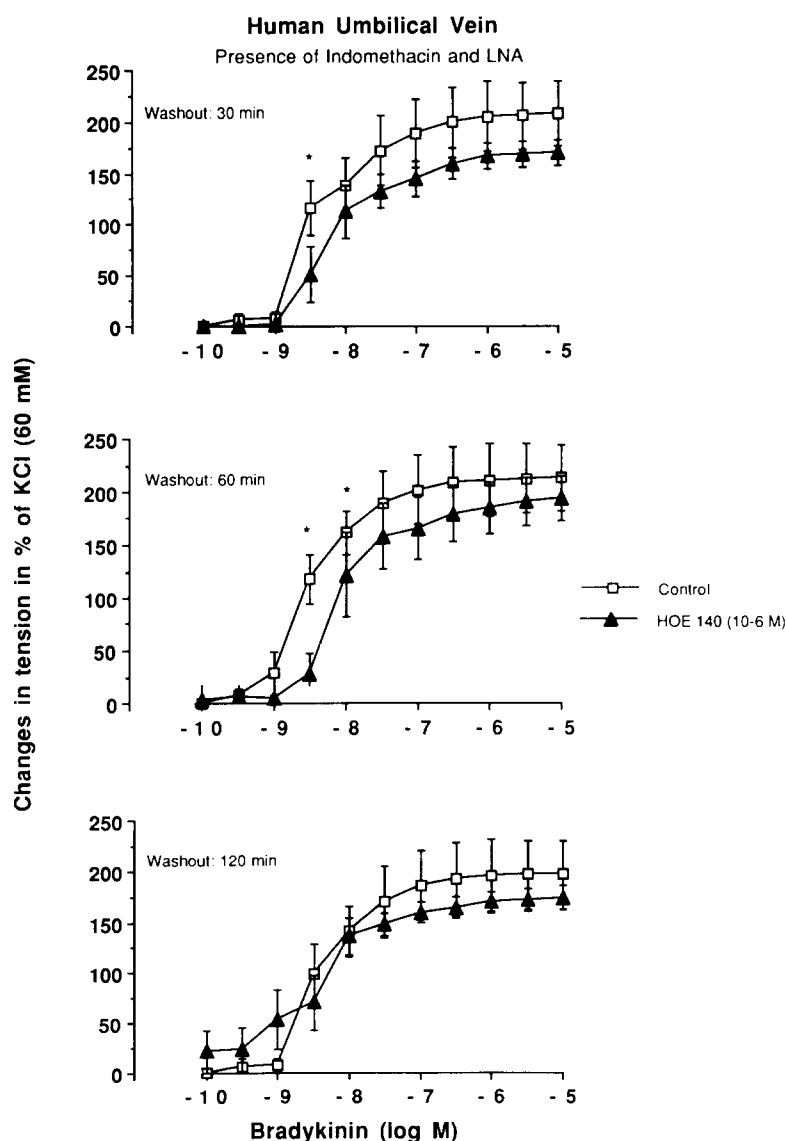 Human Umbilical Vein
Presence of Indomethacin and LNA
250
200
150
100
50
0
Washout: 30 min
*
-10 -9 -8 -7 -6 -5
Changes in tension in % of KCl (60 mM)
250
200
150
100
50
0
Washout: 60 min
* *
-10 -9 -8 -7 -6 -5
Control
HOE 140 (10-6 M)
250
200
150
100
50
0
Washout: 120 min
-10 -9 -8 -7 -6 -5
Bradykinin (log M)